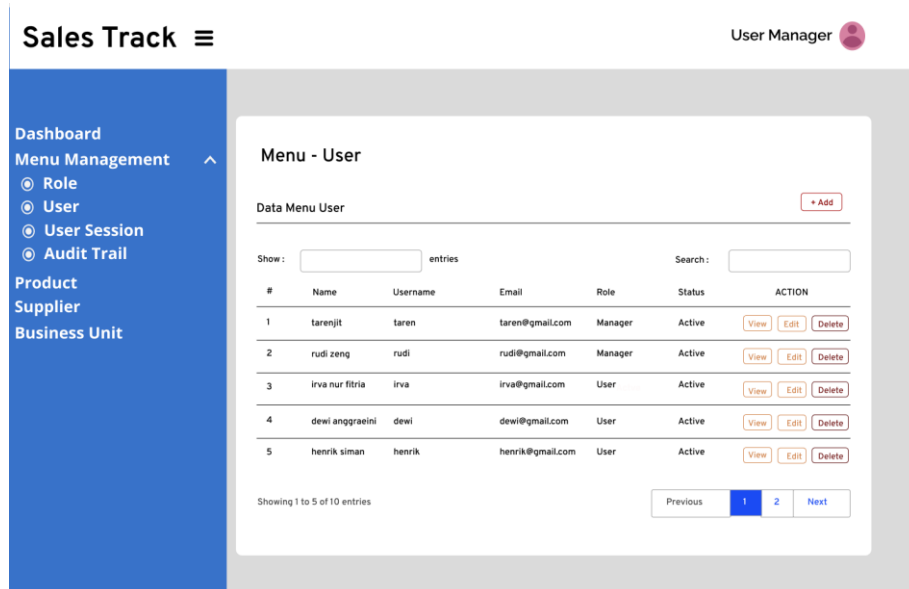 Sales Track
User Manager
Dashboard
Menu Management
Role
User
User Session
Audit Trail
Product
Supplier
Business Unit
Menu - User
Data Menu User
+ Add
Show : entries Search :
# Name Username Email Role Status ACTION
1 tarenjit taren taren@gmail.com Manager Active View Edit Delete
2 rudi zeng rudi rudi@gmail.com Manager Active View Edit Delete
3 irva nur fitria irva irva@gmail.com User Active View Edit Delete
4 dewi anggraeini dewi dewi@gmail.com User Active View Edit Delete
5 henrik siman henrik henrik@gmail.com User Active View Edit Delete
Showing 1 to 5 of 10 entries
Previous 1 2 Next